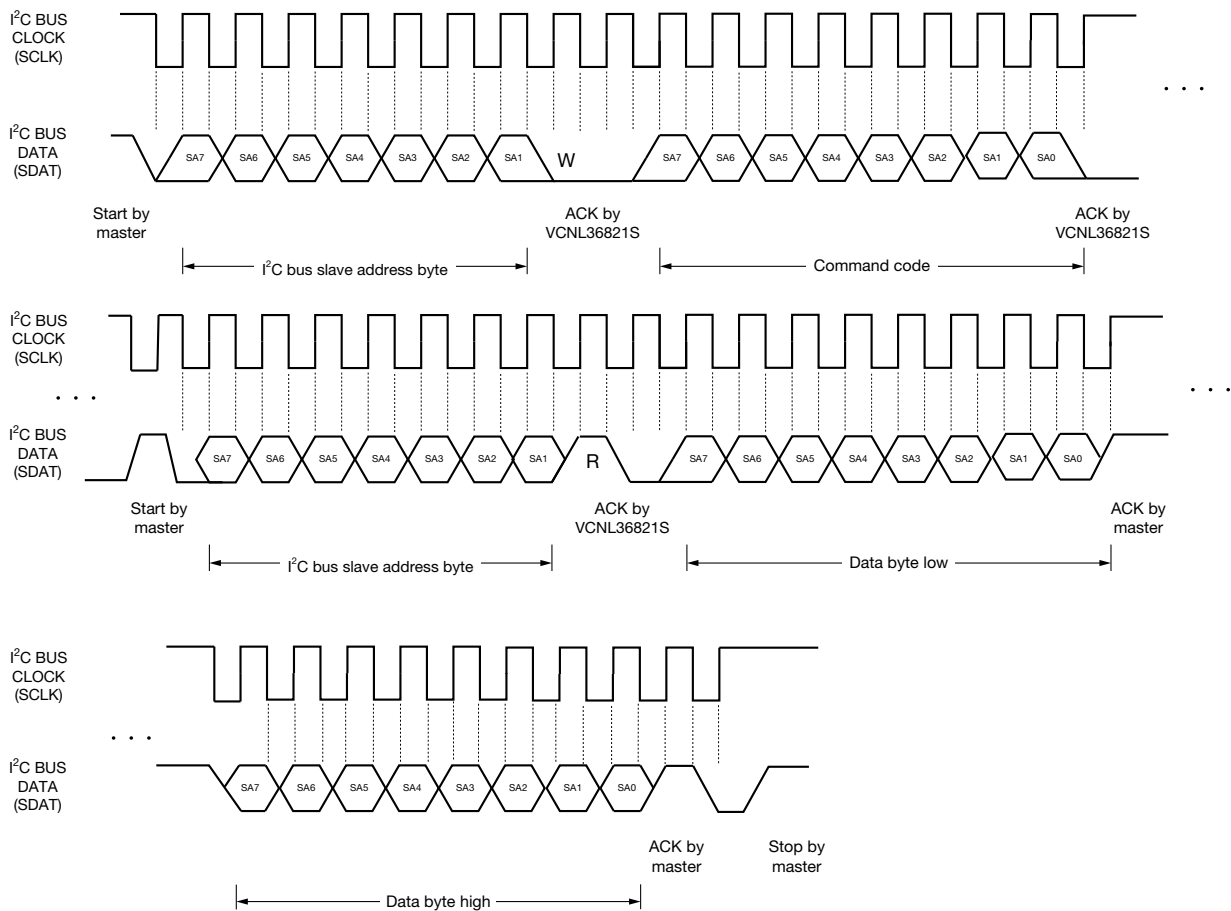 I²C BUS
CLOCK
(SCLK)
. . .
I²C BUS
DATA
(SDAT)
SA7 SA6 SA5 SA4 SA3 SA2 SA1 W SA7 SA6 SA5 SA4 SA3 SA2 SA1 SA0
Start by
master
ACK by
VCNL36821S
ACK by
VCNL36821S
I²C bus slave address byte
Command code
I²C BUS
CLOCK
(SCLK)
. . .
. . .
I²C BUS
DATA
(SDAT)
SA7 SA6 SA5 SA4 SA3 SA2 SA1 R SA7 SA6 SA5 SA4 SA3 SA2 SA1 SA0
Start by
master
ACK by
VCNL36821S
ACK by
master
I²C bus slave address byte
Data byte low
I²C BUS
CLOCK
(SCLK)
. . .
I²C BUS
DATA
(SDAT)
SA7 SA6 SA5 SA4 SA3 SA2 SA1 SA0
ACK by
master
Stop by
master
Data byte high